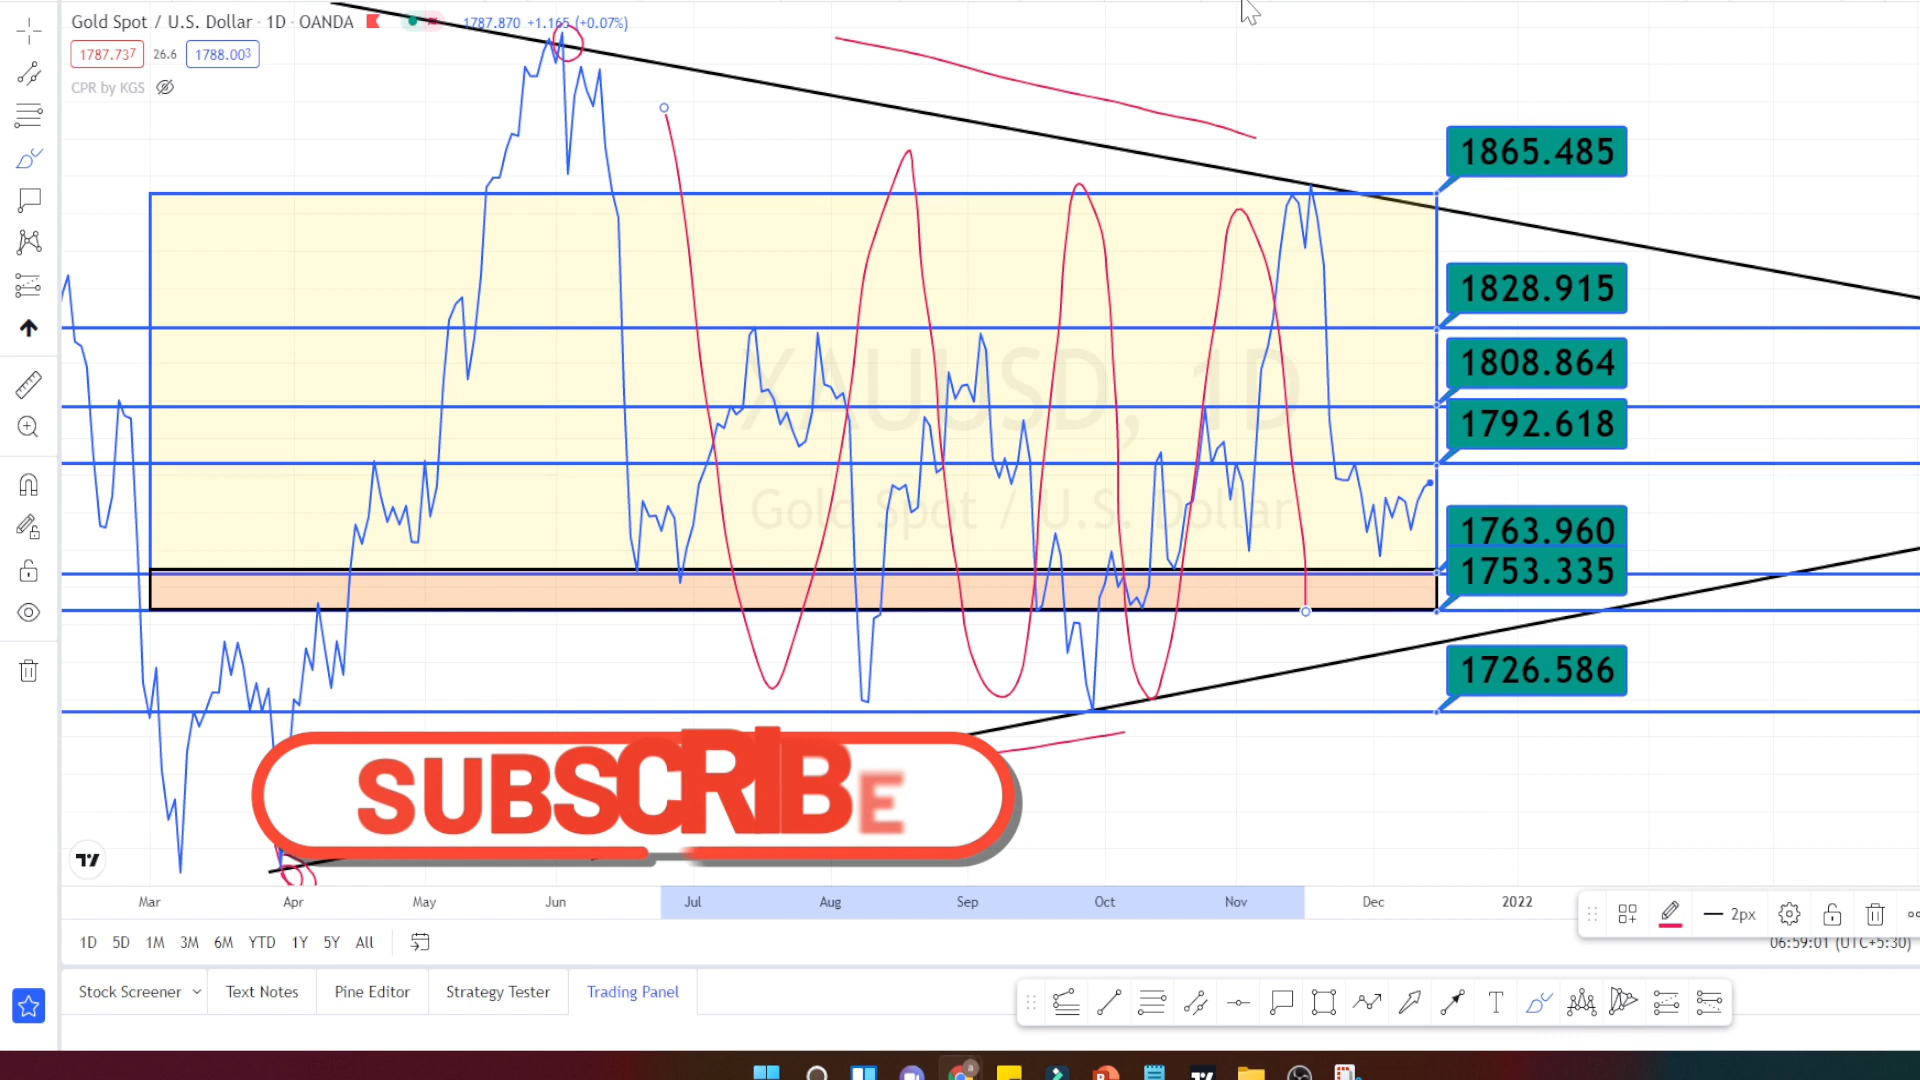 Gold Spot / U.S. Dollar · 1D · OANDA
1787.870 +1.165 (+0.07%)
1787.737 26.6 1788.003
CPR by KGS
1865.485
1828.915
1808.864
1792.618
1763.960
1753.335
1726.586
XAUUSD, 1D
Gold Spot / U.S. Dollar
SUBSCRIBE
Mar Apr May Jun Jul Aug Sep Oct Nov Dec 2022
2px
1D 5D 1M 3M 6M YTD 1Y 5Y All
06:59:01 (UTC+5:30)
Stock Screener Text Notes Pine Editor Strategy Tester Trading Panel